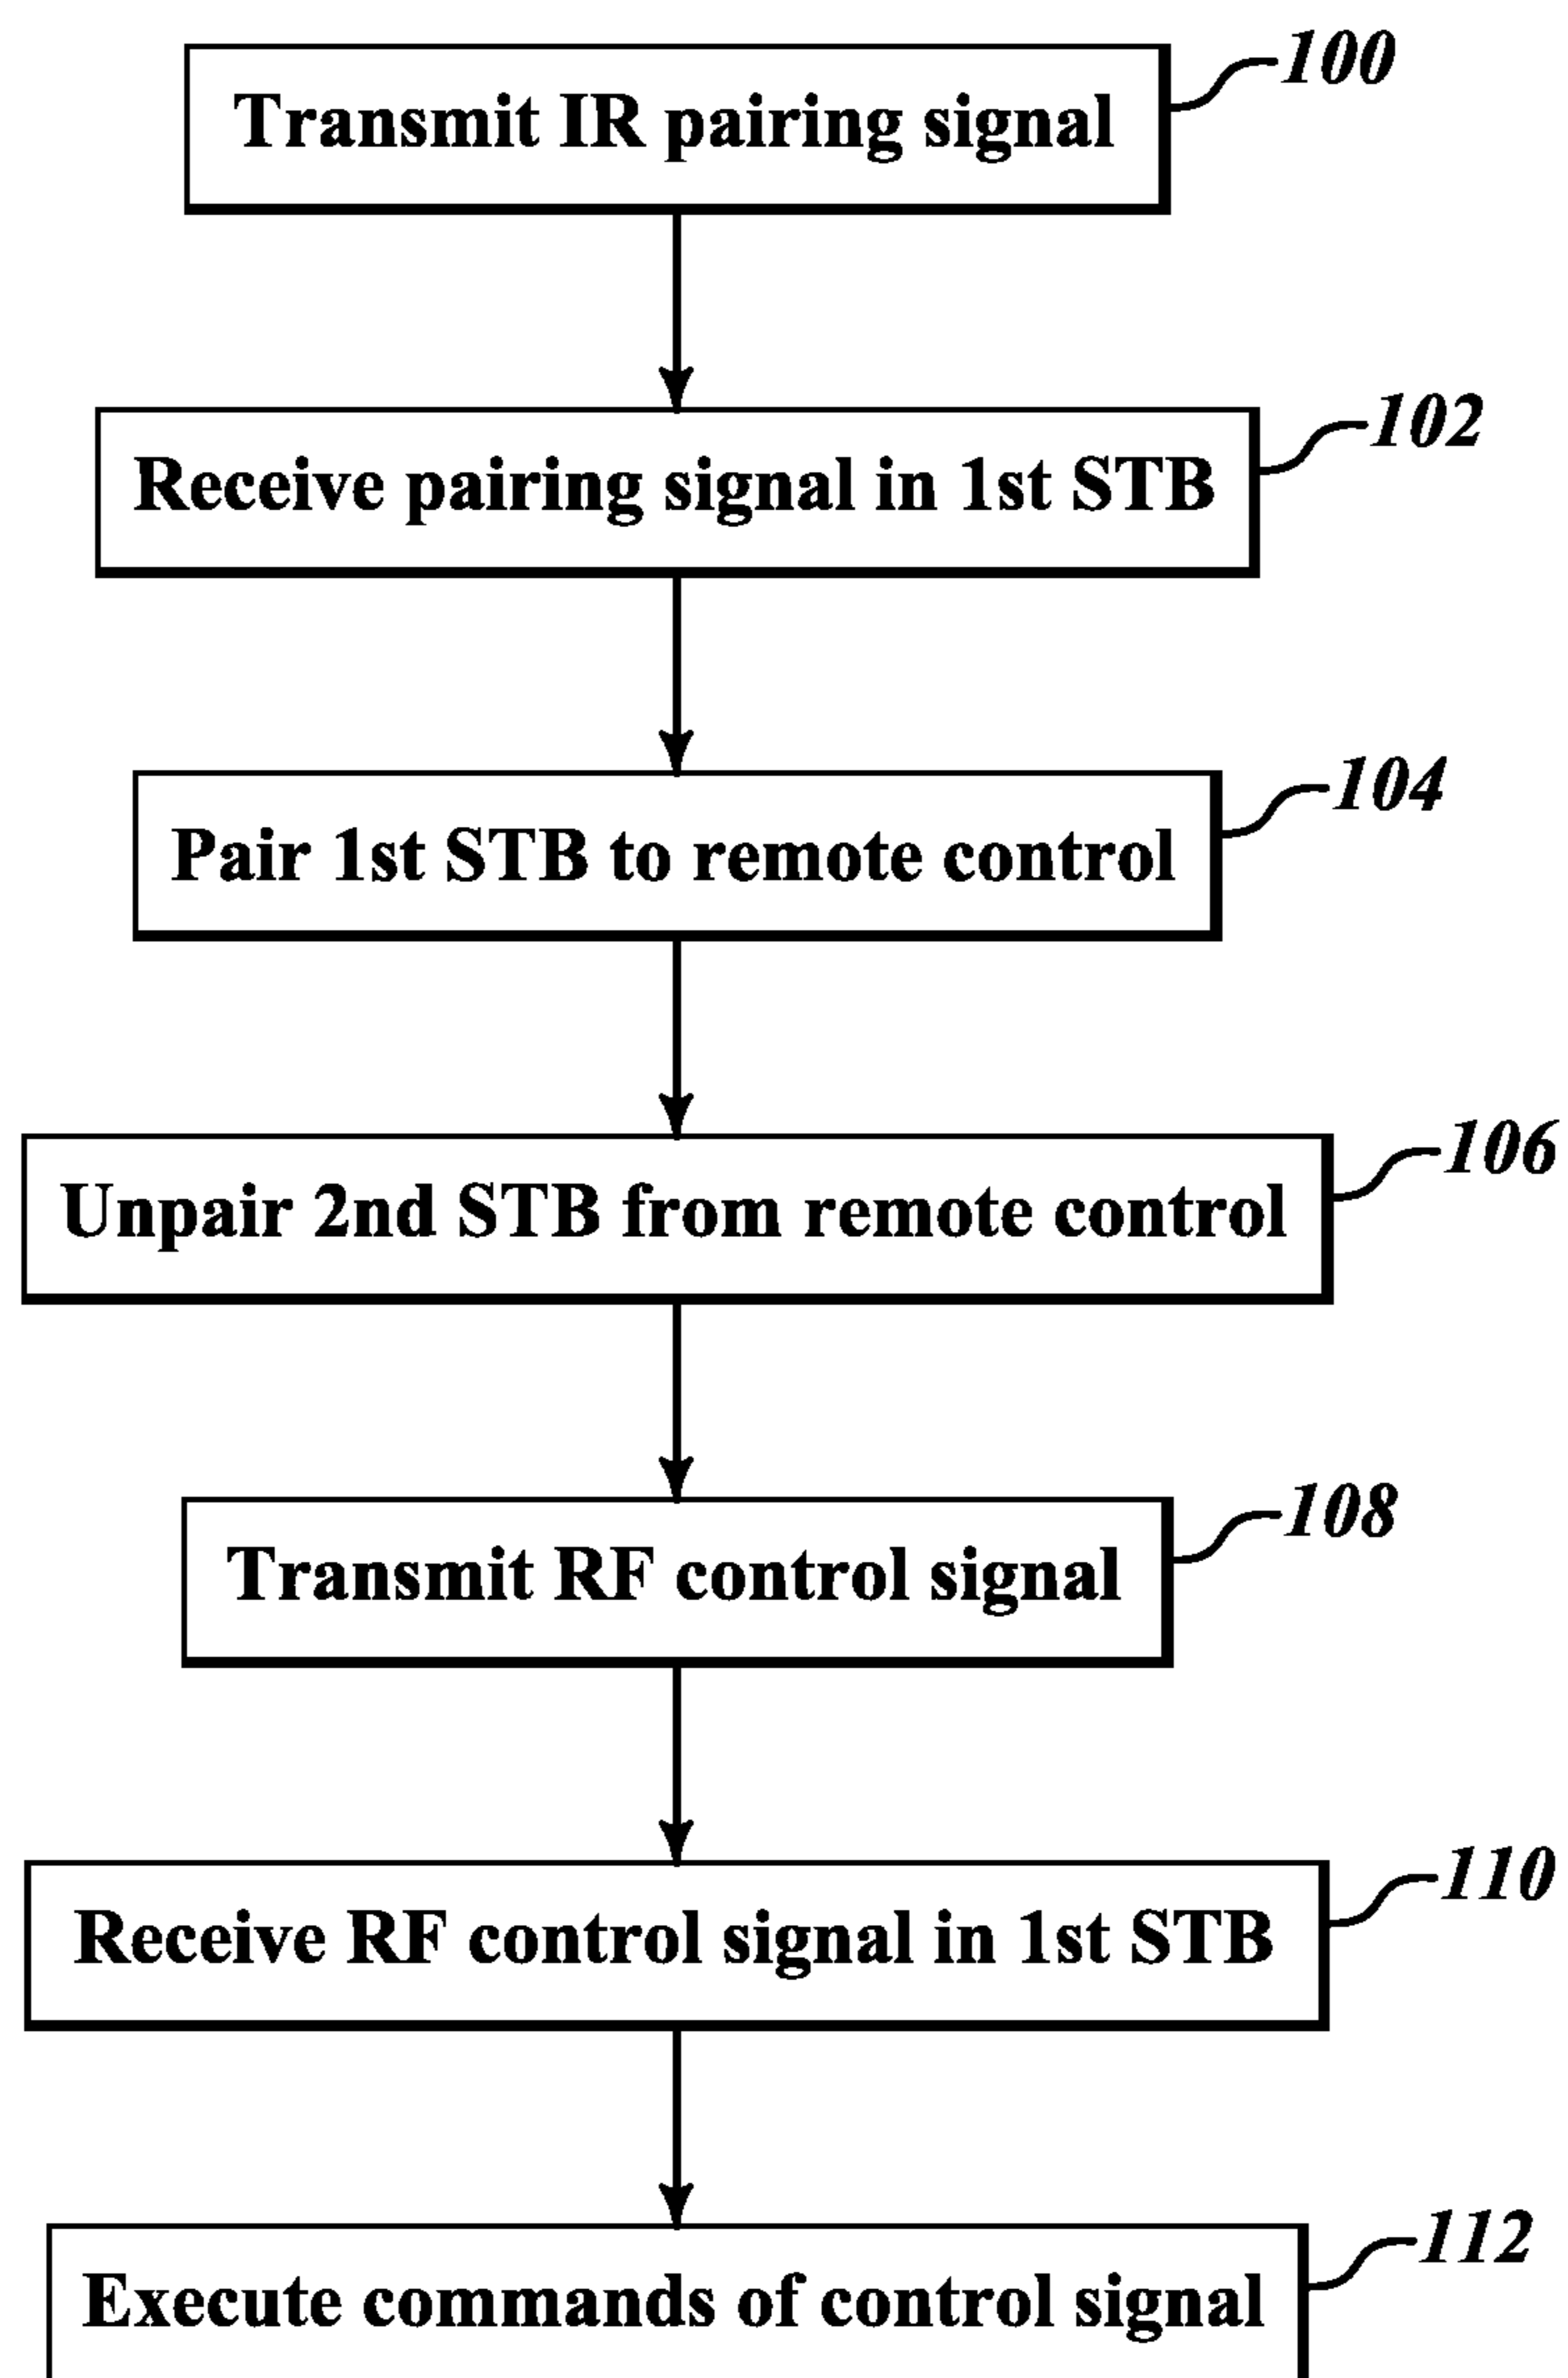 100
Transmit IR pairing signal
102
Receive pairing signal in 1st STB
104
Pair 1st STB to remote control
106
Unpair 2nd STB from remote control
108
Transmit RF control signal
110
Receive RF control signal in 1st STB
112
Execute commands of control signal